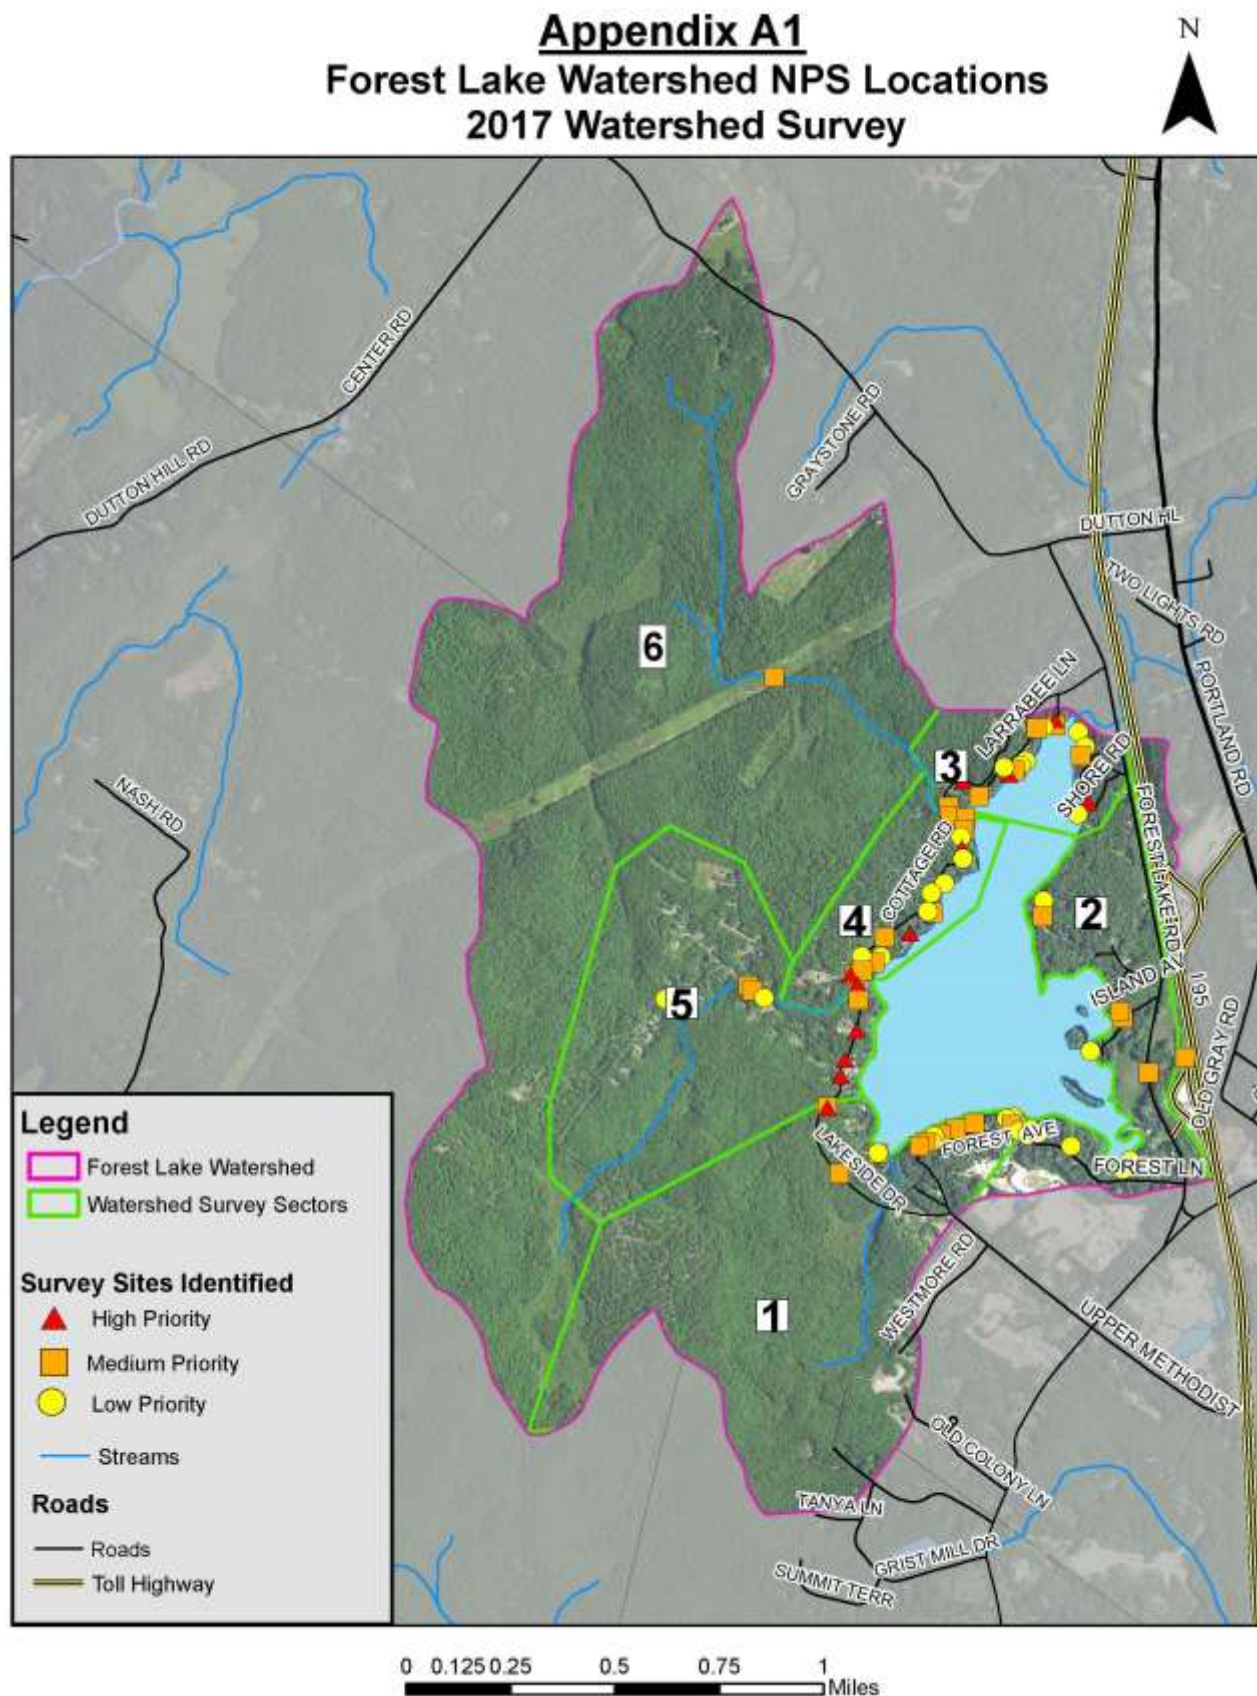 Appendix A1
Forest Lake Watershed NPS Locations
2017 Watershed Survey
N
CENTER RD
DUTTON HILL RD
GRAYSTONE RD
DUTTON HL
TWO LIGHTS RD
PORTLAND RD
6
LARRABEE LN
3
SHORE RD
NASH RD
FOREST LAKE RD
COTTAGE RD
4
2
5
ISLAND AV
I95
OLD GRAY RD
FOREST AVE
FOREST LN
LAKESIDE DR
WESTMORE RD
1
UPPER METHODIST
OLD COLONY LN
TANYA LN
GRIST MILL DR
SUMMIT TERR
Legend
Forest Lake Watershed
Watershed Survey Sectors
Survey Sites Identified
High Priority
Medium Priority
Low Priority
Streams
Roads
Roads
Toll Highway
0 0.125 0.25 0.5 0.75 1
Miles